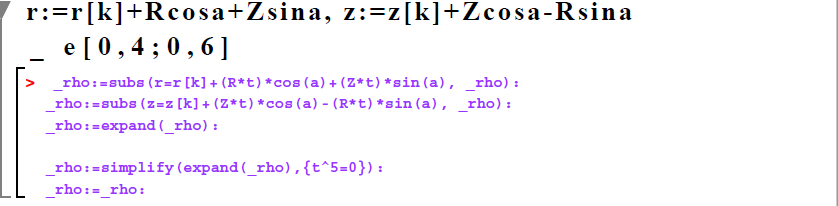 r:=r[k]+Rcosa+Zsina, z:=z[k]+Zcosa-Rsina
_ e[0,4;0,6]
> _rho:=subs(r=r[k]+(R*t)*cos(a)+(Z*t)*sin(a), _rho):
_rho:=subs(z=z[k]+(Z*t)*cos(a)-(R*t)*sin(a), _rho):
_rho:=expand(_rho):
_rho:=simplify(expand(_rho),{t^5=0}):
_rho:=_rho: